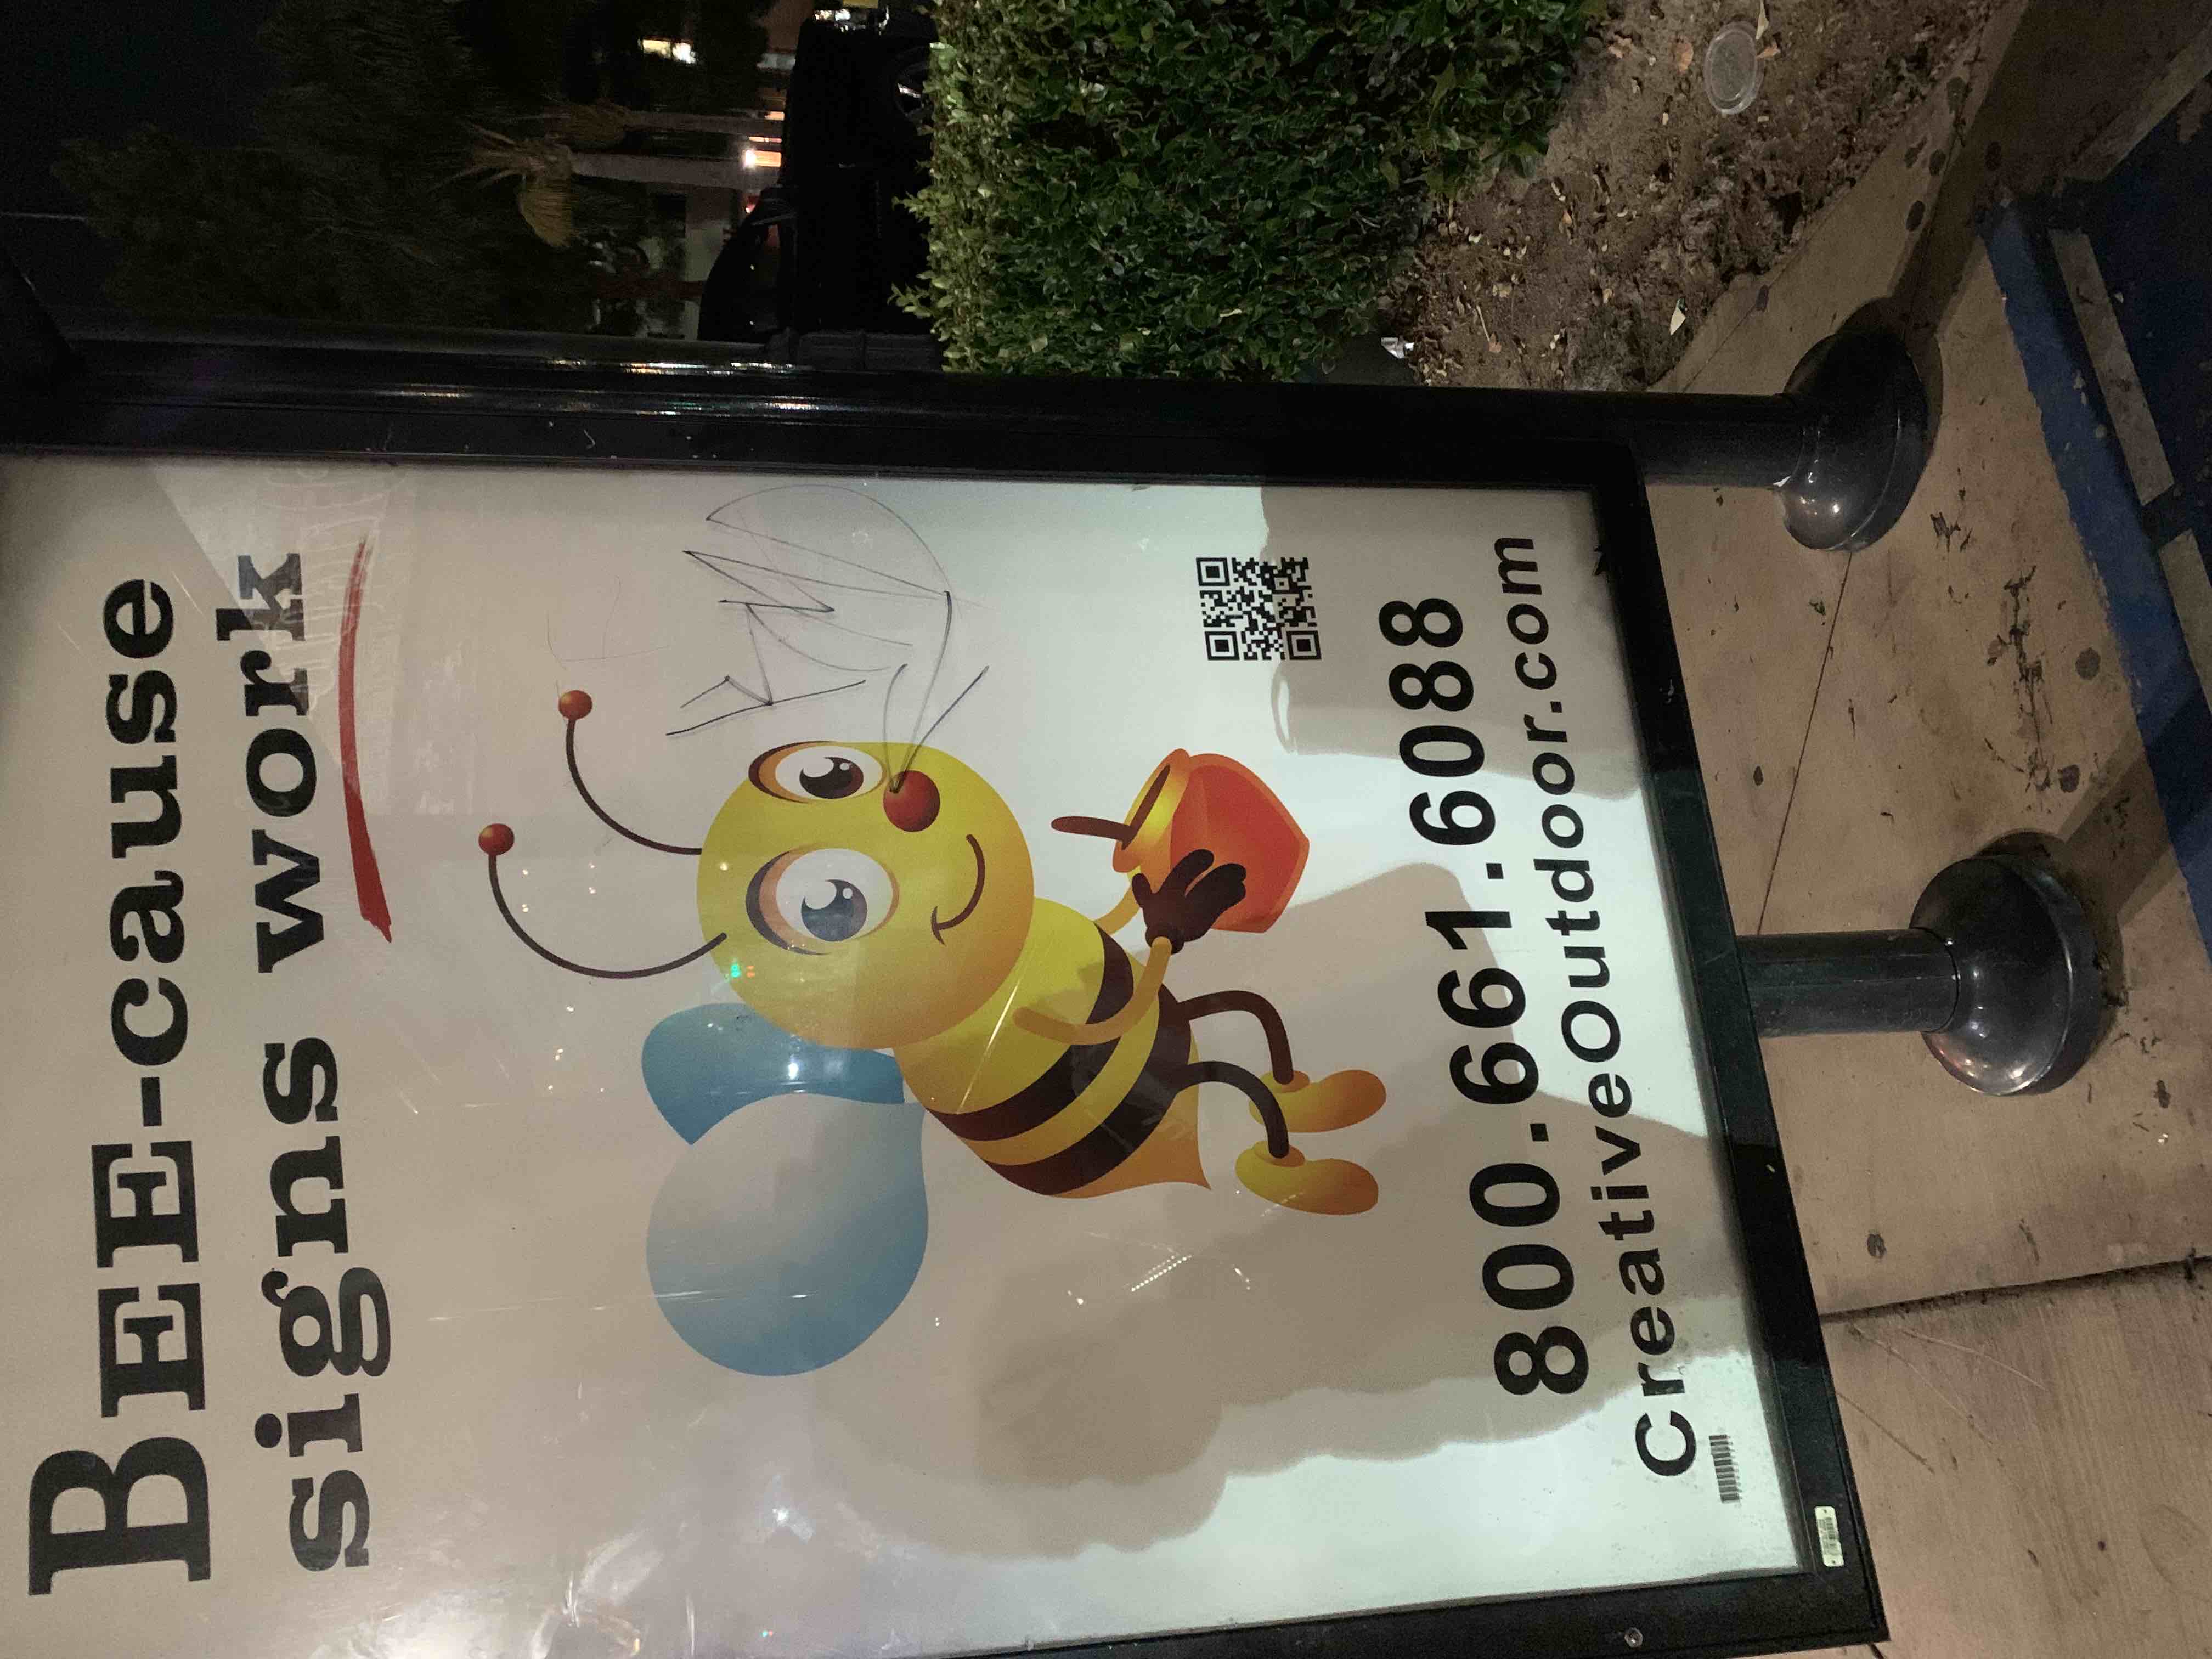 BEE-cause
signs work
800.661.6088
CreativeOutdoor.com